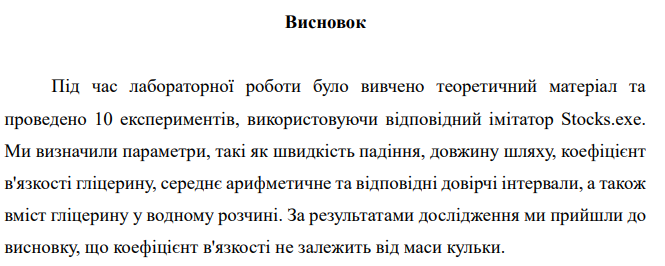 Висновок
Під час лабораторної роботи було вивчено теоретичний матеріал та
проведено 10 експериментів, використовуючи відповідний імітатор Stocks.exe.
Ми визначили параметри, такі як швидкість падіння, довжину шляху, коефіцієнт
в'язкості гліцерину, середнє арифметичне та відповідні довірчі інтервали, а також
вміст гліцерину у водному розчині. За результатами дослідження ми прийшли до
висновку, що коефіцієнт в'язкості не залежить від маси кульки.